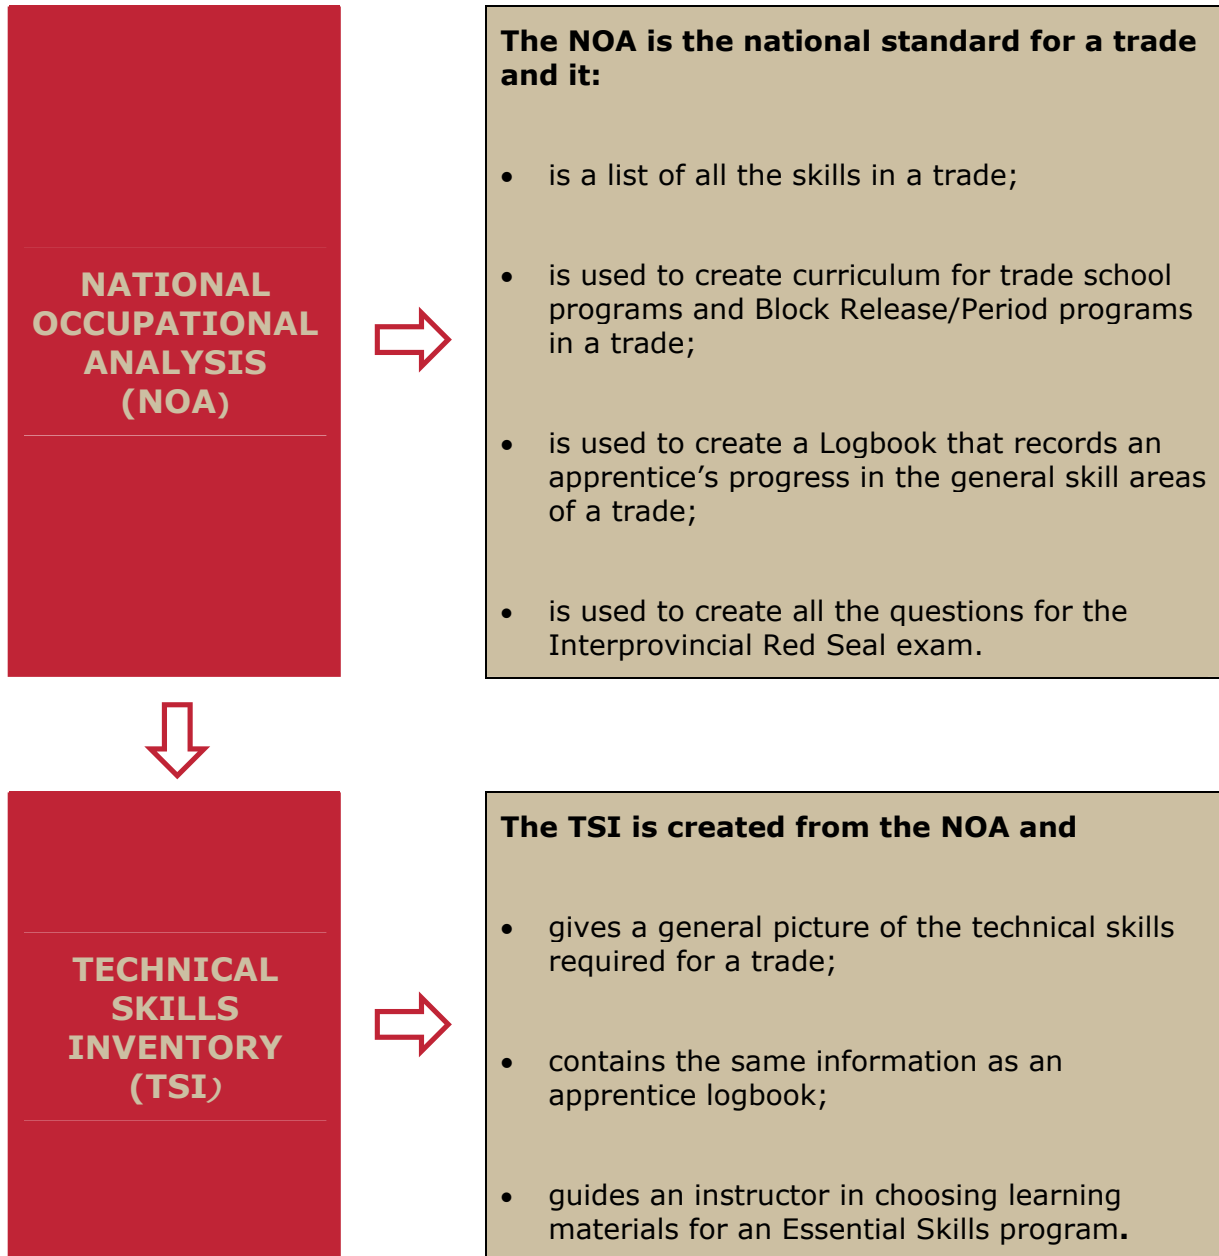 NATIONAL
OCCUPATIONAL
ANALYSIS
(NOA)
The NOA is the national standard for a trade
and it:
• is a list of all the skills in a trade;
• is used to create curriculum for trade school
programs and Block Release/Period programs
in a trade;
• is used to create a Logbook that records an
apprentice’s progress in the general skill areas
of a trade;
• is used to create all the questions for the
Interprovincial Red Seal exam.
TECHNICAL
SKILLS
INVENTORY
(TSI)
The TSI is created from the NOA and
• gives a general picture of the technical skills
required for a trade;
• contains the same information as an
apprentice logbook;
• guides an instructor in choosing learning
materials for an Essential Skills program.